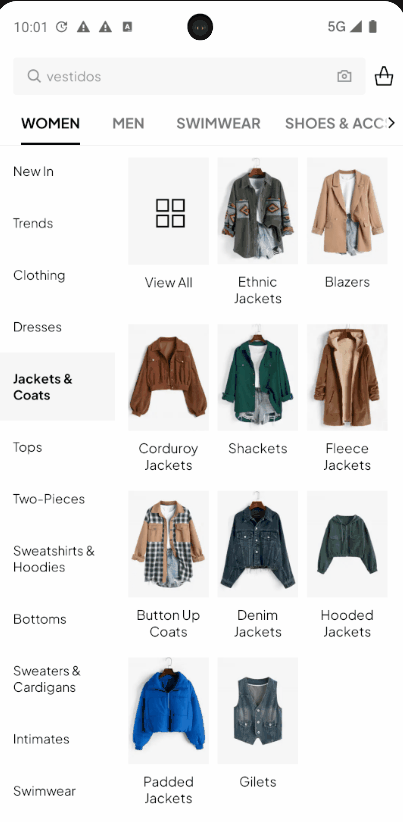 10:01
5G
vestidos
WOMEN
MEN
SWIMWEAR
SHOES & ACC
New In
Trends
Clothing
Dresses
Jackets &
Coats
Tops
Two-Pieces
Sweatshirts &
Hoodies
Bottoms
Sweaters &
Cardigans
Intimates
Swimwear
View All
Ethnic
Jackets
Blazers
Corduroy
Jackets
Shackets
Fleece
Jackets
Button Up
Coats
Denim
Jackets
Hooded
Jackets
Padded
Jackets
Gilets